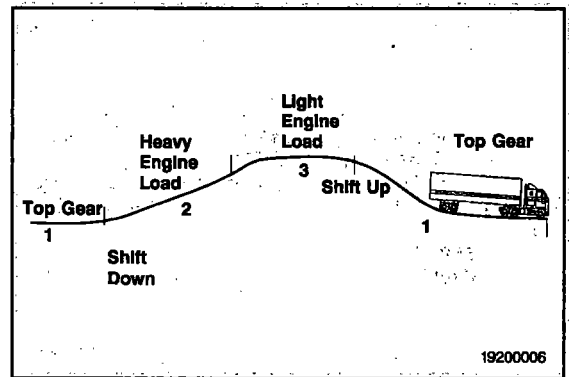 Light
Engine
Load
Heavy
Engine
Load
Top Gear
3
Shift Up
Top Gear
2
1
1
Shift
Down
19200006